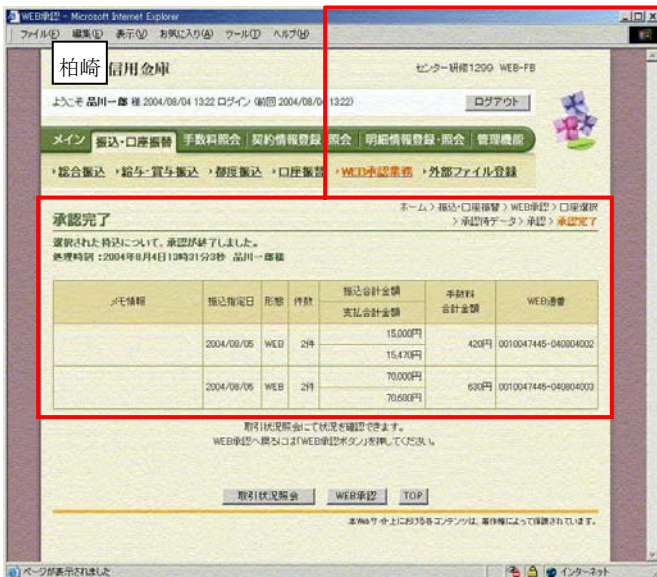 WEB承認 - Microsoft Internet Explorer
ファイル(F) 編集(E) 表示(V) お気に入り(A) ツール(T) ヘルプ(H)
柏崎 信用金庫
センター研修1299 WEB-FB
ようこそ 品川一郎 様 2004/08/04 1322 ログイン (前回 2004/08/0 1322)
ログアウト
メイン 振込・口座振替 手数料照会 契約情報登録 照会 明細情報登録・照会 管理機能
総合振込 給与・賞与振込 都度振込 口座振替 WEB承認業務 外部ファイル登録
ホーム > 振込・口座振替 > WEB承認 > 口座選択
> 承認待データ > 承認 > 承認完了
承認完了
選択された持込について、承認が終了しました。
処理時刻:2004年8月4日13時31分3秒 品川一郎様
メモ情報 振込指定日 形態 件数 振込合計金額 手数料合計金額 WEB通番
支払合計金額
2004/08/05 WEB 2件 15,000円 420円 0010047445-040804002
15,470円
2004/08/06 WEB 2件 70,000円 630円 0010047445-040804003
70,680円
取引状況照会にて状況を確認できます。
WEB承認へ戻るには「WEB承認ボタン」を押してください。
取引状況照会 WEB承認 TOP
本Webサイト上におけるコンテンツは、著作権によって保護されています。
ページが表示されました
インターネット